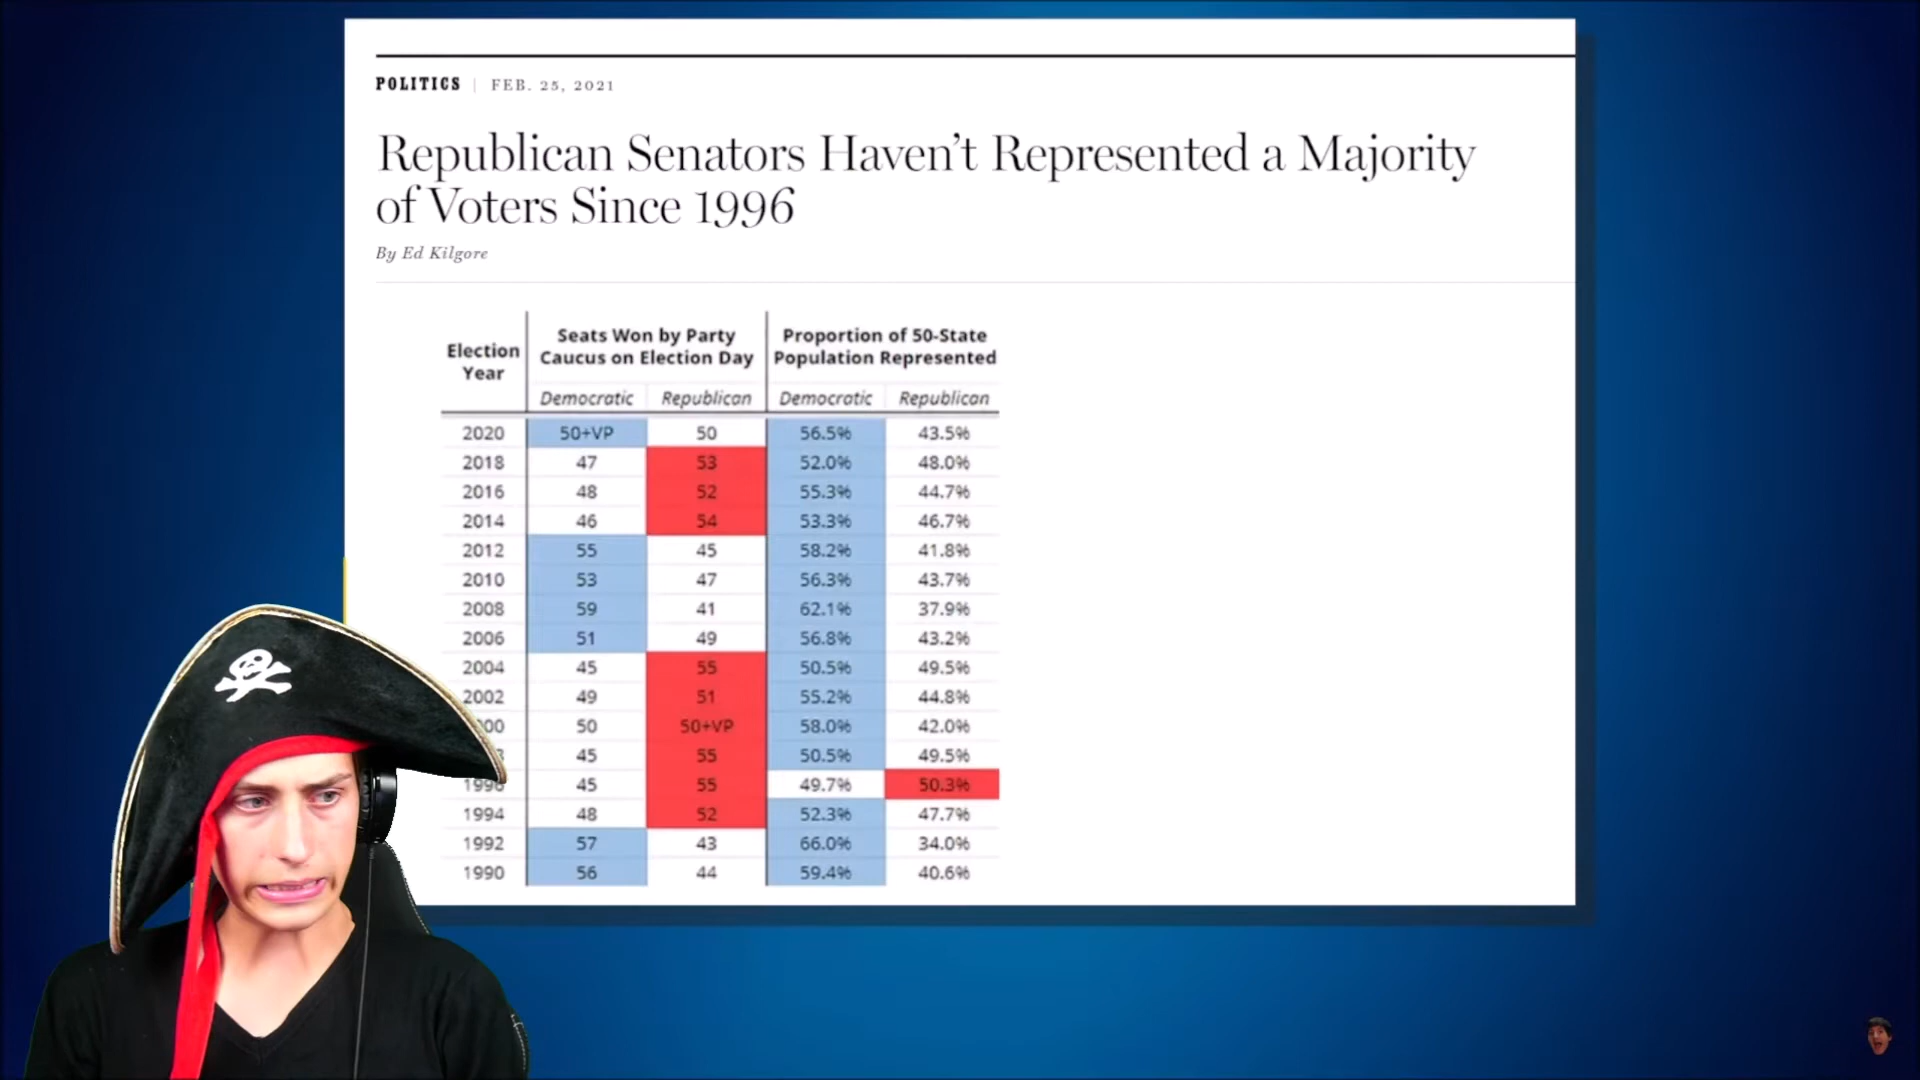 POLITICS | FEB. 25, 2021
Republican Senators Haven't Represented a Majority
of Voters Since 1996
By Ed Kilgore
Election Year
Seats Won by Party Caucus on Election Day
Proportion of 50-State Population Represented
Democratic Republican Democratic Republican
2020 50+VP 50 56.5% 43.5%
2018 47 53 52.0% 48.0%
2016 48 52 55.3% 44.7%
2014 46 54 53.3% 46.7%
2012 55 45 58.2% 41.8%
2010 53 47 56.3% 43.7%
2008 59 41 62.1% 37.9%
2006 51 49 56.8% 43.2%
2004 45 55 50.5% 49.5%
2002 49 51 55.2% 44.8%
00 50 50+VP 58.0% 42.0%
45 55 50.5% 49.5%
1996 45 55 49.7% 50.3%
1994 48 52 52.3% 47.7%
1992 57 43 66.0% 34.0%
1990 56 44 59.4% 40.6%